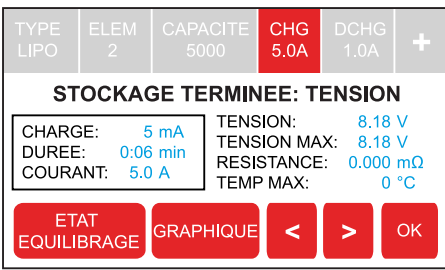 TYPE ELEM CAPACITE CHG DCHG +
LIPO 2 5000 5.0A 1.0A
STOCKAGE TERMINEE: TENSION
CHARGE: 5 mA
DUREE: 0:06 min
COURANT: 5.0 A
TENSION: 8.18 V
TENSION MAX: 8.18 V
RESISTANCE: 0.000 mΩ
TEMP MAX: 0 °C
ETAT EQUILIBRAGE
GRAPHIQUE
<
>
OK